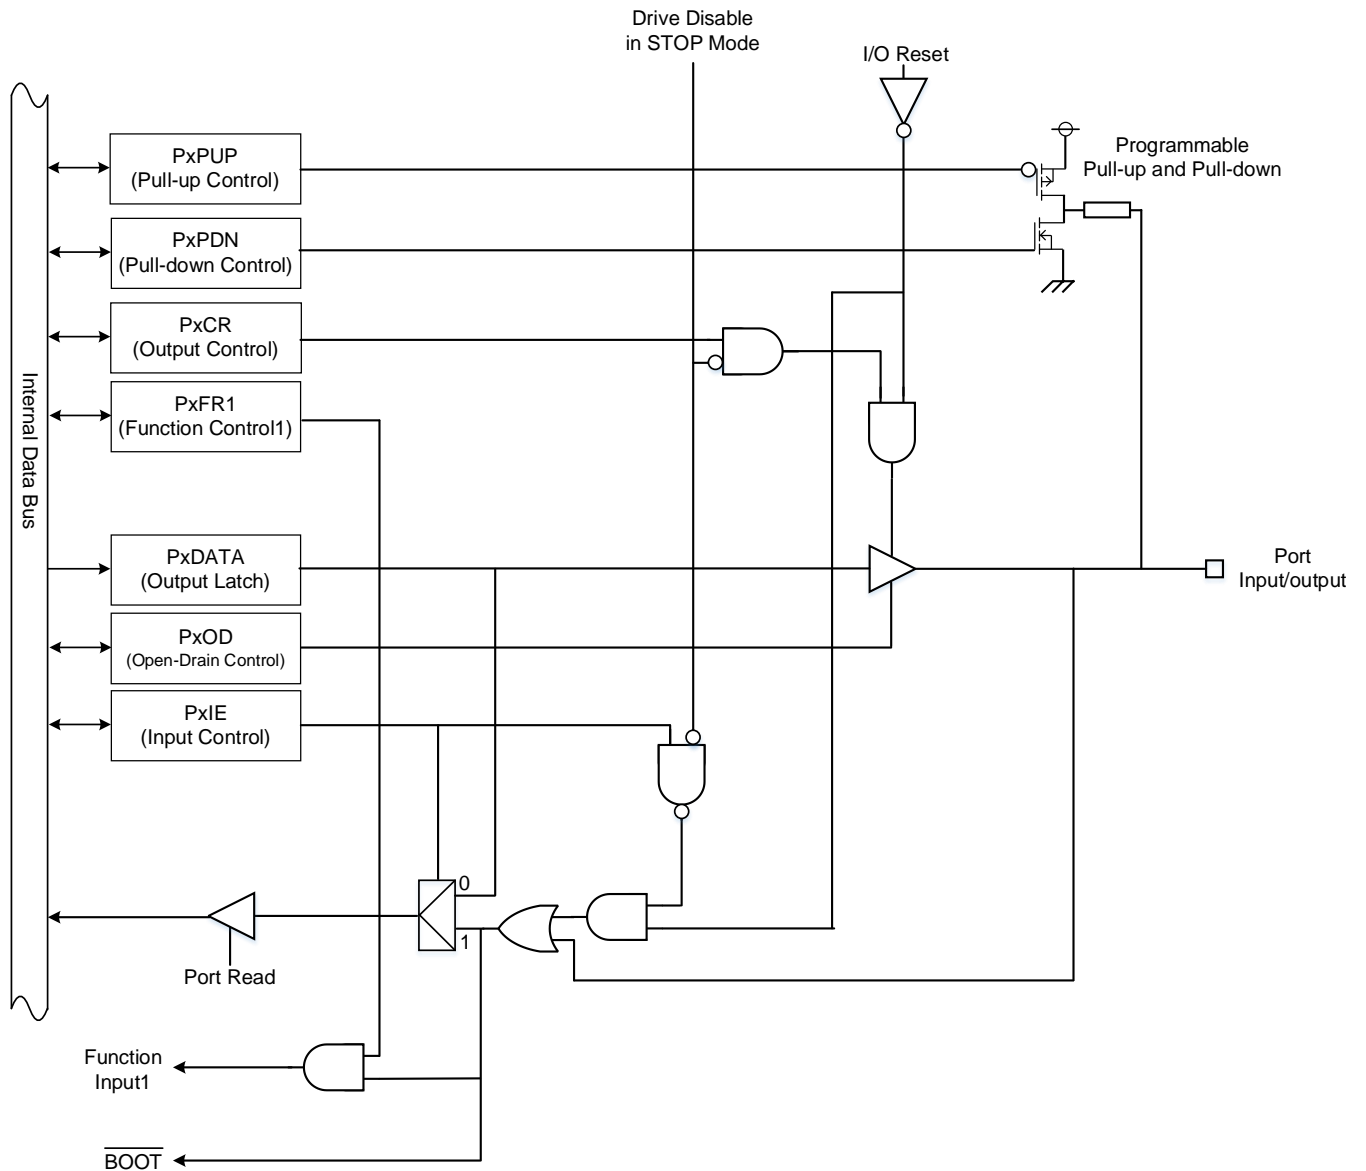 Drive Disable
in STOP Mode
I/O Reset
Programmable
Pull-up and Pull-down
PxPUP
(Pull-up Control)
PxPDN
(Pull-down Control)
PxCR
(Output Control)
PxFR1
(Function Control1)
Internal Data Bus
PxDATA
(Output Latch)
Port
Input/output
PxOD
(Open-Drain Control)
PxIE
(Input Control)
0
1
Port Read
Function
Input1
BOOT